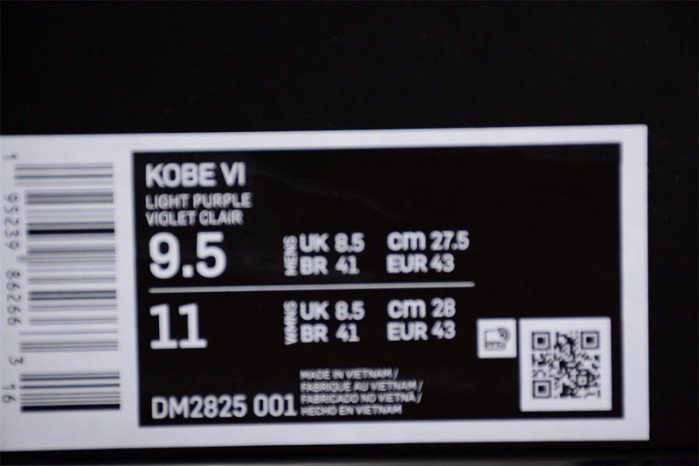 KOBE VI
LIGHT PURPLE
VIOLET CLAIR
9.5 MENS UK 8.5 cm 27.5
BR 41 EUR 43
11 WMNS UK 8.5 cm 28
BR 41 EUR 43
DM2825 001
MADE IN VIETNAM /
FABRIQUE AU VIETNAM /
FABRICADO NO VIETNÃ /
HECHO EN VIETNAM
1 95239 86266 3 16